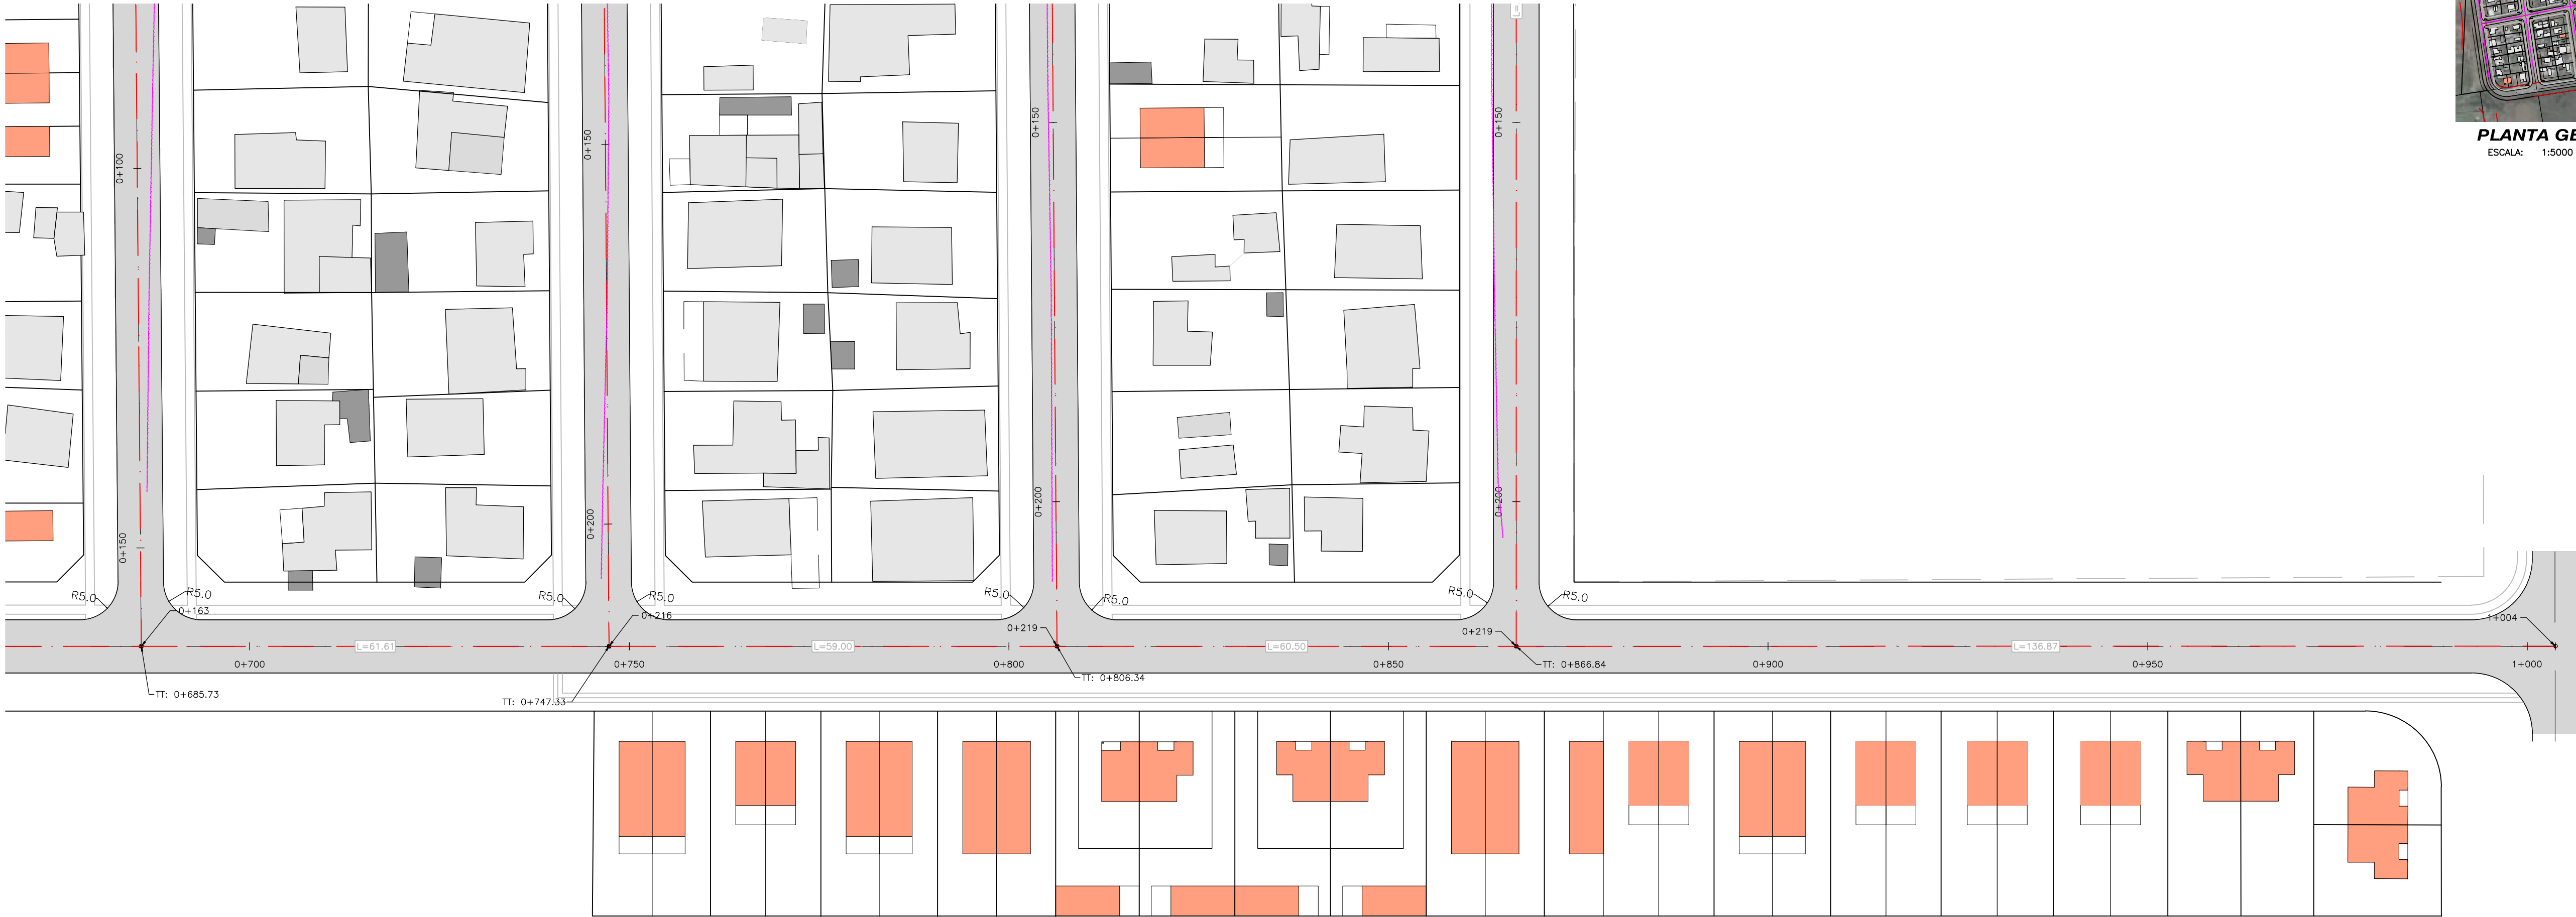 L=
PLANTA GE
ESCALA: 1:5000
0+100
0+150
0+150
0+150
0+150
0+200
0+200
0+200
R5.0
R5.0
R5.0
R5.0
R5.0
R5.0
R5.0
R5.0
0+163
0+216
0+219
0+219
1+004
L=61.61
L=59.00
L=60.50
L=136.87
0+700
0+750
0+800
0+850
0+900
0+950
1+000
TT: 0+685.73
TT: 0+747.33
TT: 0+806.34
TT: 0+866.84